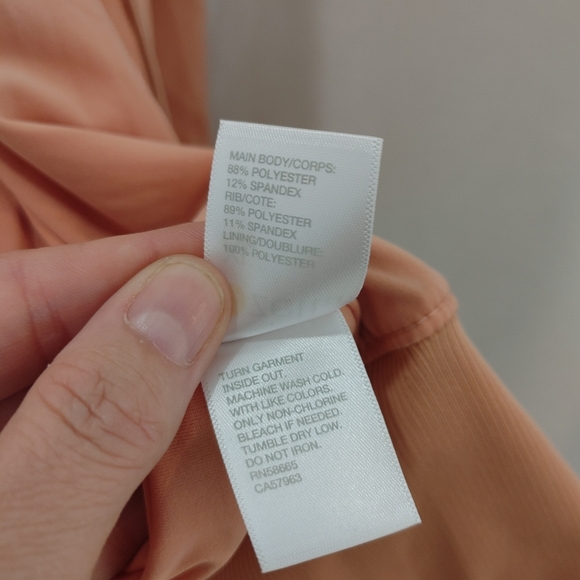 MAIN BODY/CORPS:
88% POLYESTER
12% SPANDEX
RIB/COTE:
89% POLYESTER
11% SPANDEX
LINING/DOUBLURE:
100% POLYESTER
TURN GARMENT
INSIDE OUT.
MACHINE WASH COLD.
WITH LIKE COLORS.
ONLY NON-CHLORINE
BLEACH IF NEEDED.
TUMBLE DRY LOW.
DO NOT IRON.
RN58665
CA57963